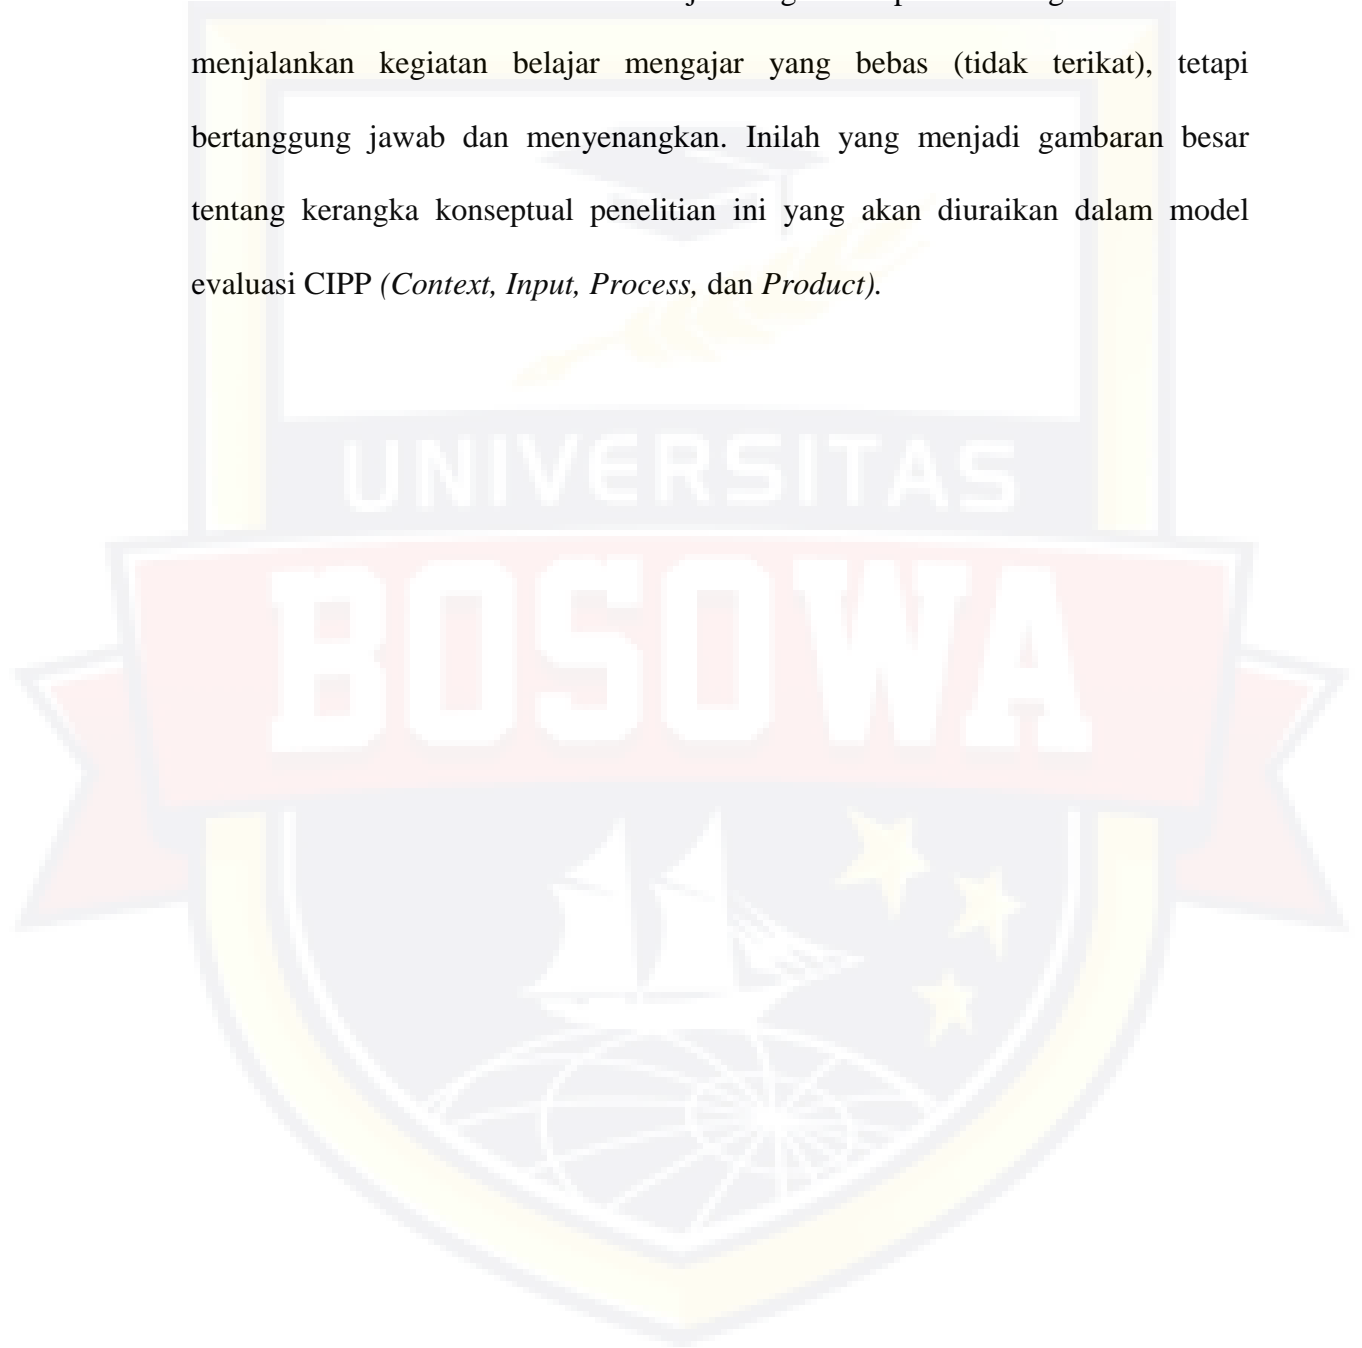 menjalankan kegiatan belajar mengajar yang bebas (tidak terikat), tetapi
bertanggung jawab dan menyenangkan. Inilah yang menjadi gambaran besar
tentang kerangka konseptual penelitian ini yang akan diuraikan dalam model
evaluasi CIPP (Context, Input, Process, dan Product).
UNIVERSITAS
BOSOWA